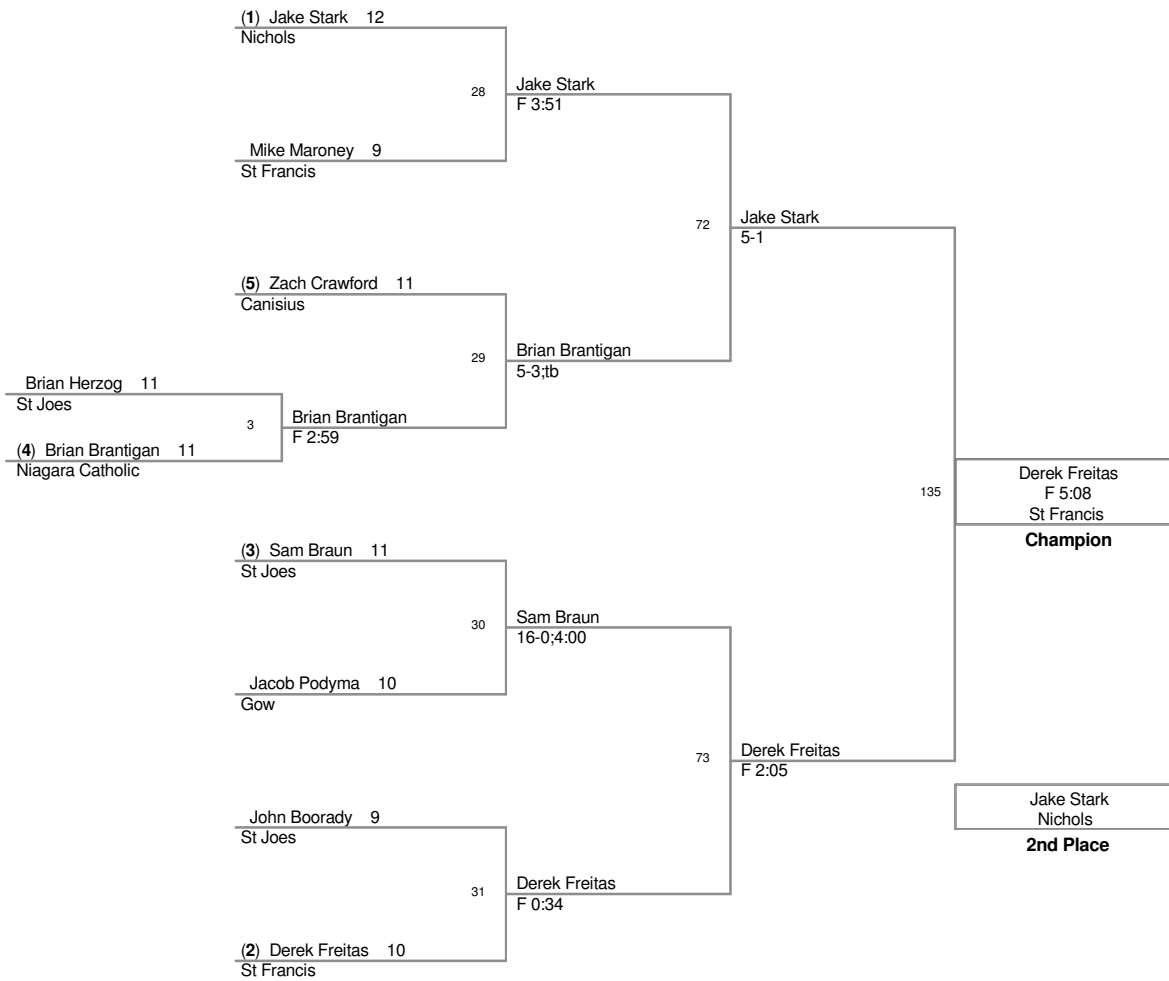 (1) Jake Stark 12
Nichols
28
Jake Stark
F 3:51
Mike Maroney 9
St Francis
72
Jake Stark
5-1
(5) Zach Crawford 11
Canisius
29
Brian Brantigan
5-3;tb
Brian Herzog 11
St Joes
3
Brian Brantigan
F 2:59
(4) Brian Brantigan 11
Niagara Catholic
135
Derek Freitas
F 5:08
St Francis
Champion
(3) Sam Braun 11
St Joes
30
Sam Braun
16-0;4:00
Jacob Podyma 10
Gow
73
Derek Freitas
F 2:05
Jake Stark
Nichols
2nd Place
John Boorady 9
St Joes
31
Derek Freitas
F 0:34
(2) Derek Freitas 10
St Francis